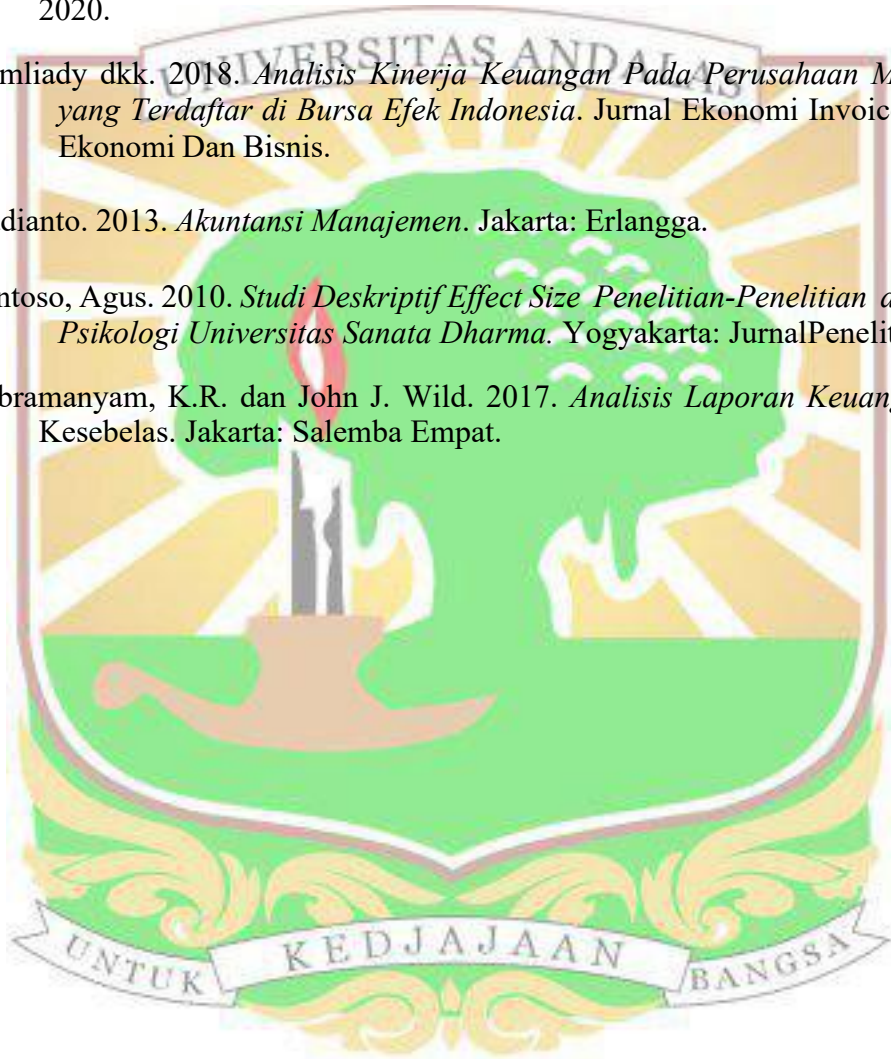 2020.
UNIVERSITAS ANDALAS
mliady dkk. 2018. Analisis Kinerja Keuangan Pada Perusahaan M
yang Terdaftar di Bursa Efek Indonesia. Jurnal Ekonomi Invoic
Ekonomi Dan Bisnis.
dianto. 2013. Akuntansi Manajemen. Jakarta: Erlangga.
ntoso, Agus. 2010. Studi Deskriptif Effect Size Penelitian-Penelitian d
Psikologi Universitas Sanata Dharma. Yogyakarta: JurnalPenelit
bramanyam, K.R. dan John J. Wild. 2017. Analisis Laporan Keuang
Kesebelas. Jakarta: Salemba Empat.
UNTUK KEDJAJAAN BANGSA